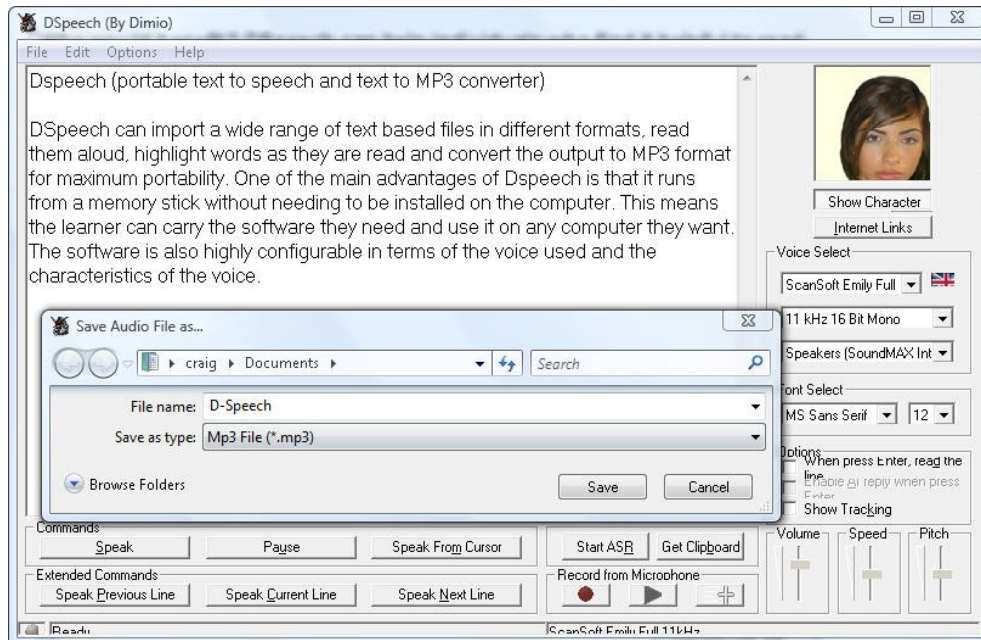 DSpeech (By Dimio)
File Edit Options Help
Dspeech (portable text to speech and text to MP3 converter)
DSpeech can import a wide range of text based files in different formats, read
them aloud, highlight words as they are read and convert the output to MP3 format
for maximum portability. One of the main advantages of Dspeech is that it runs
from a memory stick without needing to be installed on the computer. This means
the learner can carry the software they need and use it on any computer they want.
The software is also highly configurable in terms of the voice used and the
characteristics of the voice.
Show Character
Internet Links
Voice Select
ScanSoft Emily Full
11 kHz 16 Bit Mono
Speakers (SoundMAX Int
Font Select
MS Sans Serif 12
Options
When press Enter, read the
line
Enable AI reply when press
Enter
Show Tracking
Save Audio File as...
craig Documents
Search
File name: D-Speech
Save as type: Mp3 File (*.mp3)
Browse Folders
Save Cancel
Commands
Speak Pause Speak From Cursor
Start ASR Get Clipboard
Volume Speed Pitch
Extended Commands
Speak Previous Line Speak Current Line Speak Next Line
Record from Microphone
Ready
ScanSoft Emily Full 11kHz